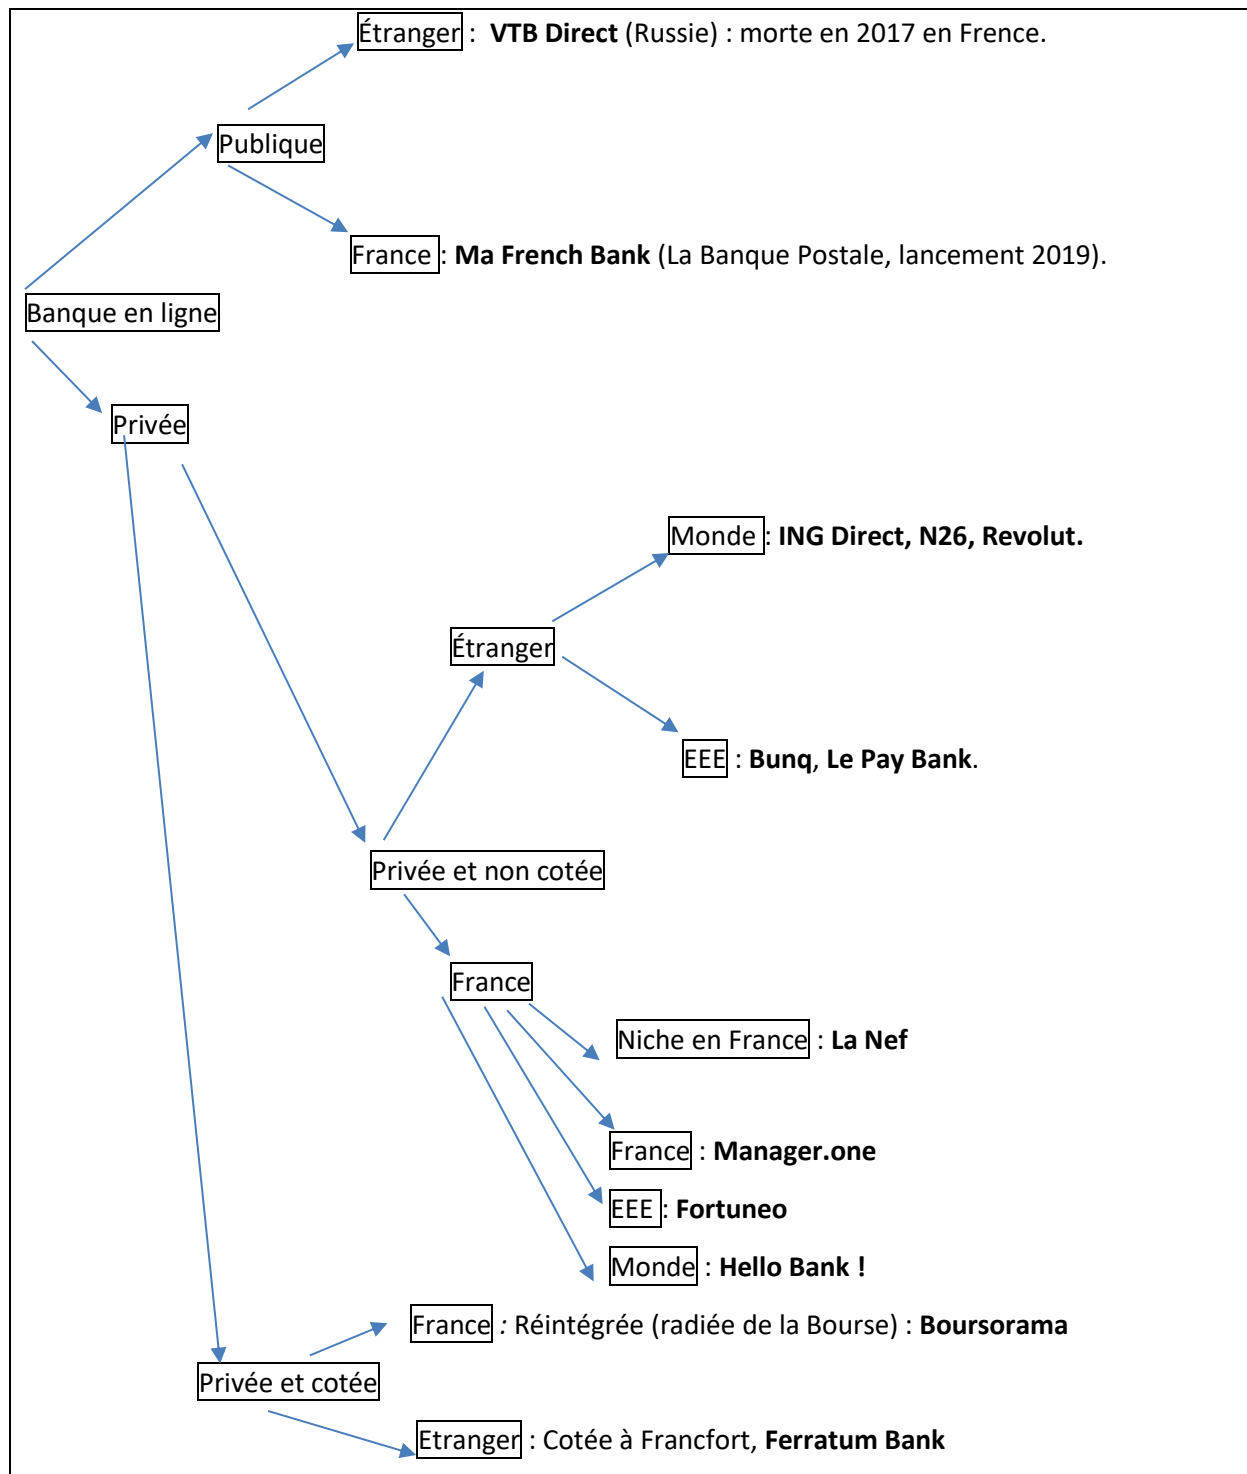 Étranger : VTB Direct (Russie) : morte en 2017 en Frence.
Publique
France : Ma French Bank (La Banque Postale, lancement 2019).
Banque en ligne
Privée
Monde : ING Direct, N26, Revolut.
Étranger
EEE : Bunq, Le Pay Bank.
Privée et non cotée
France
Niche en France : La Nef
France : Manager.one
EEE : Fortuneo
Monde : Hello Bank !
France : Réintégrée (radiée de la Bourse) : Boursorama
Privée et cotée
Etranger : Cotée à Francfort, Ferratum Bank